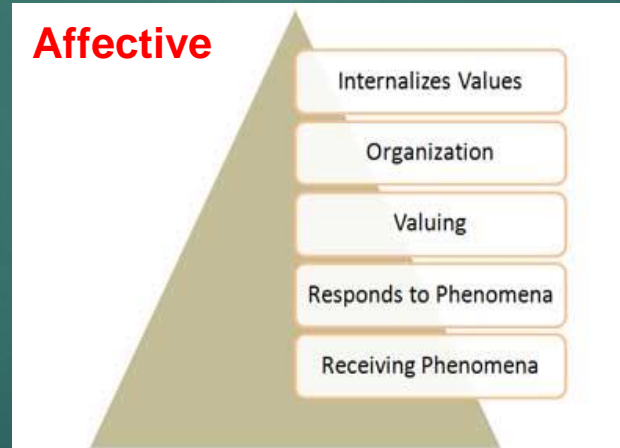 Affective
Internalizes Values
Organization
Valuing
Responds to Phenomena
Receiving Phenomena